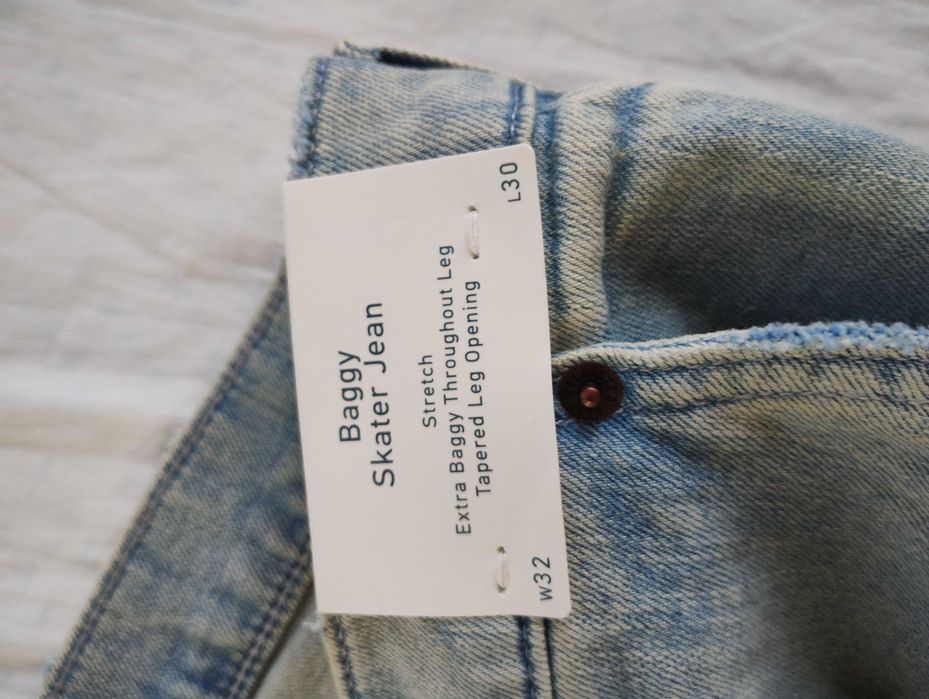 Baggy
Skater Jean
Stretch
Extra Baggy Throughout Leg
Tapered Leg Opening
W32
L30